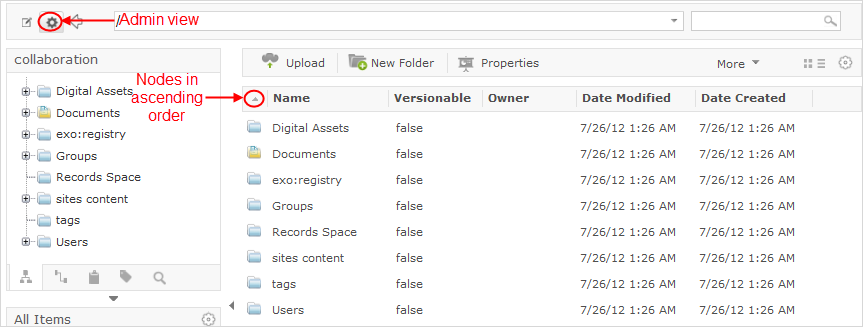 Admin view
/
collaboration
Upload New Folder Properties More
Digital Assets
Documents
exo:registry
Groups
Records Space
sites content
tags
Users
All Items
Nodes in
ascending
order
Name Versionable Owner Date Modified Date Created
Digital Assets false 7/26/12 1:26 AM 7/26/12 1:26 AM
Documents false 7/26/12 1:26 AM 7/26/12 1:26 AM
exo:registry false 7/26/12 1:26 AM 7/26/12 1:26 AM
Groups false 7/26/12 1:26 AM 7/26/12 1:26 AM
Records Space false 7/26/12 1:26 AM 7/26/12 1:26 AM
sites content false 7/26/12 1:26 AM 7/26/12 1:26 AM
tags false 7/26/12 1:26 AM 7/26/12 1:26 AM
Users false 7/26/12 1:26 AM 7/26/12 1:26 AM